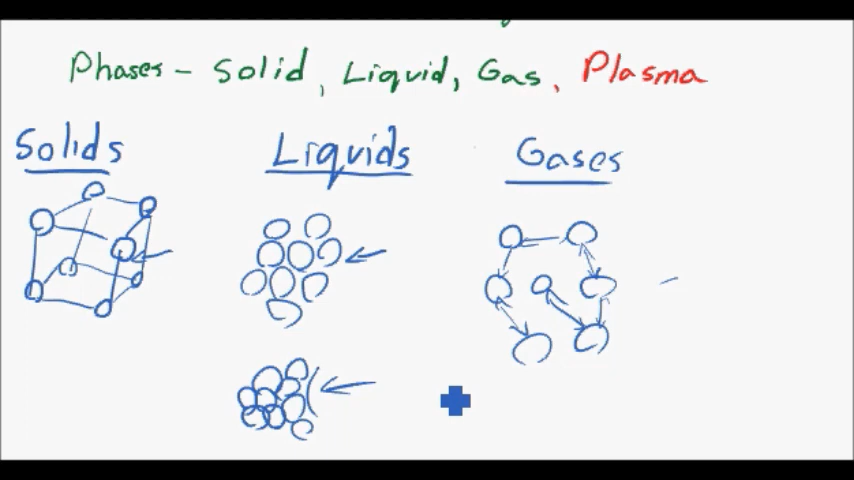 Phases - Solid, Liquid, Gas, Plasma
Solids Liquids Gases